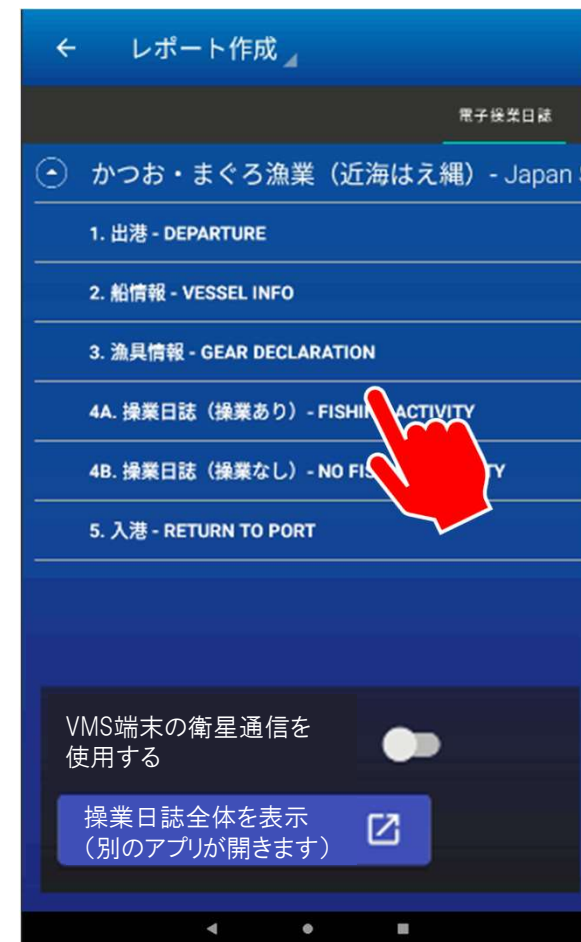 レポート作成
電子操業日誌
かつお・まぐろ漁業（近海はえ縄）- Japan
1. 出港 - DEPARTURE
2. 船情報 - VESSEL INFO
3. 漁具情報 - GEAR DECLARATION
4A. 操業日誌（操業あり）- FISHING ACTIVITY
4B. 操業日誌（操業なし）- NO
5. 入港 - RETURN TO PORT
VMS端末の衛星通信を
使用する
操業日誌全体を表示
（別のアプリが開きます）